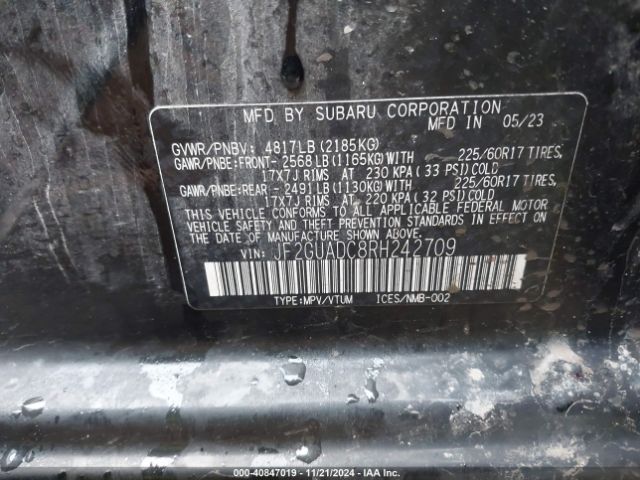 MFD. BY SUBARU CORPORATION
MFD IN 05/23
GVWR/PNBV: 4817LB(2185KG)
GAWR/PNBE:FRONT- 2568LB(1165KG)WITH 225/60R17 TIRES,
17X7J RIMS AT 230 KPA(33 PSI)COLD
GAWR/PNBE:REAR - 2491LB(1130KG)WITH 225/60R17 TIRES,
17X7J RIMS AT 220 KPA(32 PSI)COLD
THIS VEHICLE CONFORMS TO ALL APPLICABLE FEDERAL MOTOR
VEHICLE SAFETY AND THEFT PREVENTION STANDARDS IN EFFECT
ON THE DATE OF MANUFACTURE SHOWN ABOVE.
VIN: JF2GUADC8RH242709
TYPE:MPV/VTUM ICES/NMB-002
000-40847019 - 11/21/2024 - IAA Inc.